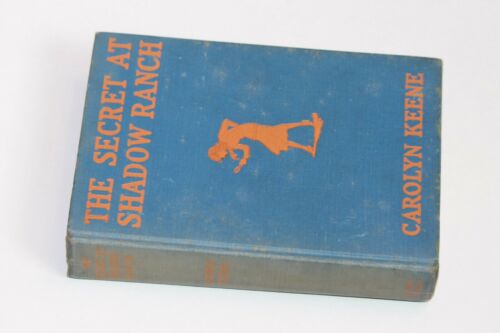 THE SECRET AT
SHADOW RANCH
CAROLYN KEENE